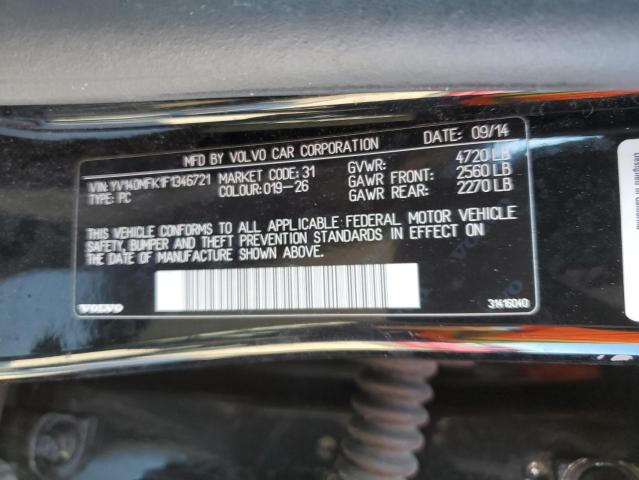 MFD BY VOLVO CAR CORPORATION DATE: 09/14
VIN: YV140MFK1F1346721 MARKET CODE: 31 GVWR: 4720 LB
TYPE: PC COLOUR: 019-26 GAWR FRONT: 2560 LB
GAWR REAR: 2270 LB
THIS VEHICLE CONFORMS TO ALL APPLICABLE FEDERAL MOTOR VEHICLE
SAFETY, BUMPER AND THEFT PREVENTION STANDARDS IN EFFECT ON
THE DATE OF MANUFACTURE SHOWN ABOVE.
VOLVO 31416040